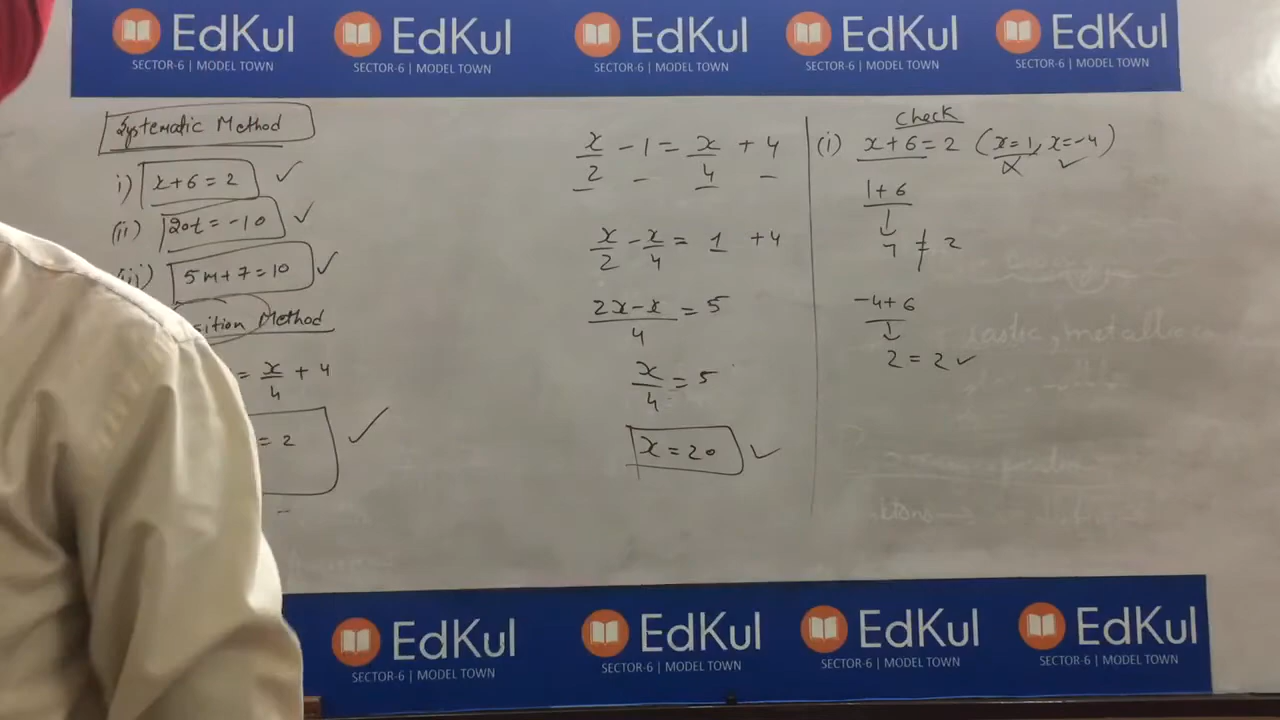 EdKul EdKul EdKul EdKul EdKul
SECTOR-6 | MODEL TOWN SECTOR-6 | MODEL TOWN SECTOR-6 | MODEL TOWN SECTOR-6 | MODEL TOWN SECTOR-6 | MODEL TOWN
Systematic Method
i) x+6=2 ✓
(ii) 20t = -10 ✓
5m+7=10 ✓
Method
= x/4 + 4
= 2 ✓
x/2 - 1 = x/4 + 4
x/2 - x/4 = 1 + 4
2x-x/4 = 5
x/4 = 5
x = 20 ✓
Check
(i) x+6=2 (x=1, x=-4)
✓
1+6
↓
7 ≠ 2
-4+6
↓
2 = 2 ✓
EdKul EdKul EdKul EdKul
SECTOR-6 | MODEL TOWN SECTOR-6 | MODEL TOWN SECTOR-6 | MODEL TOWN SECTOR-6 | MODEL TOWN